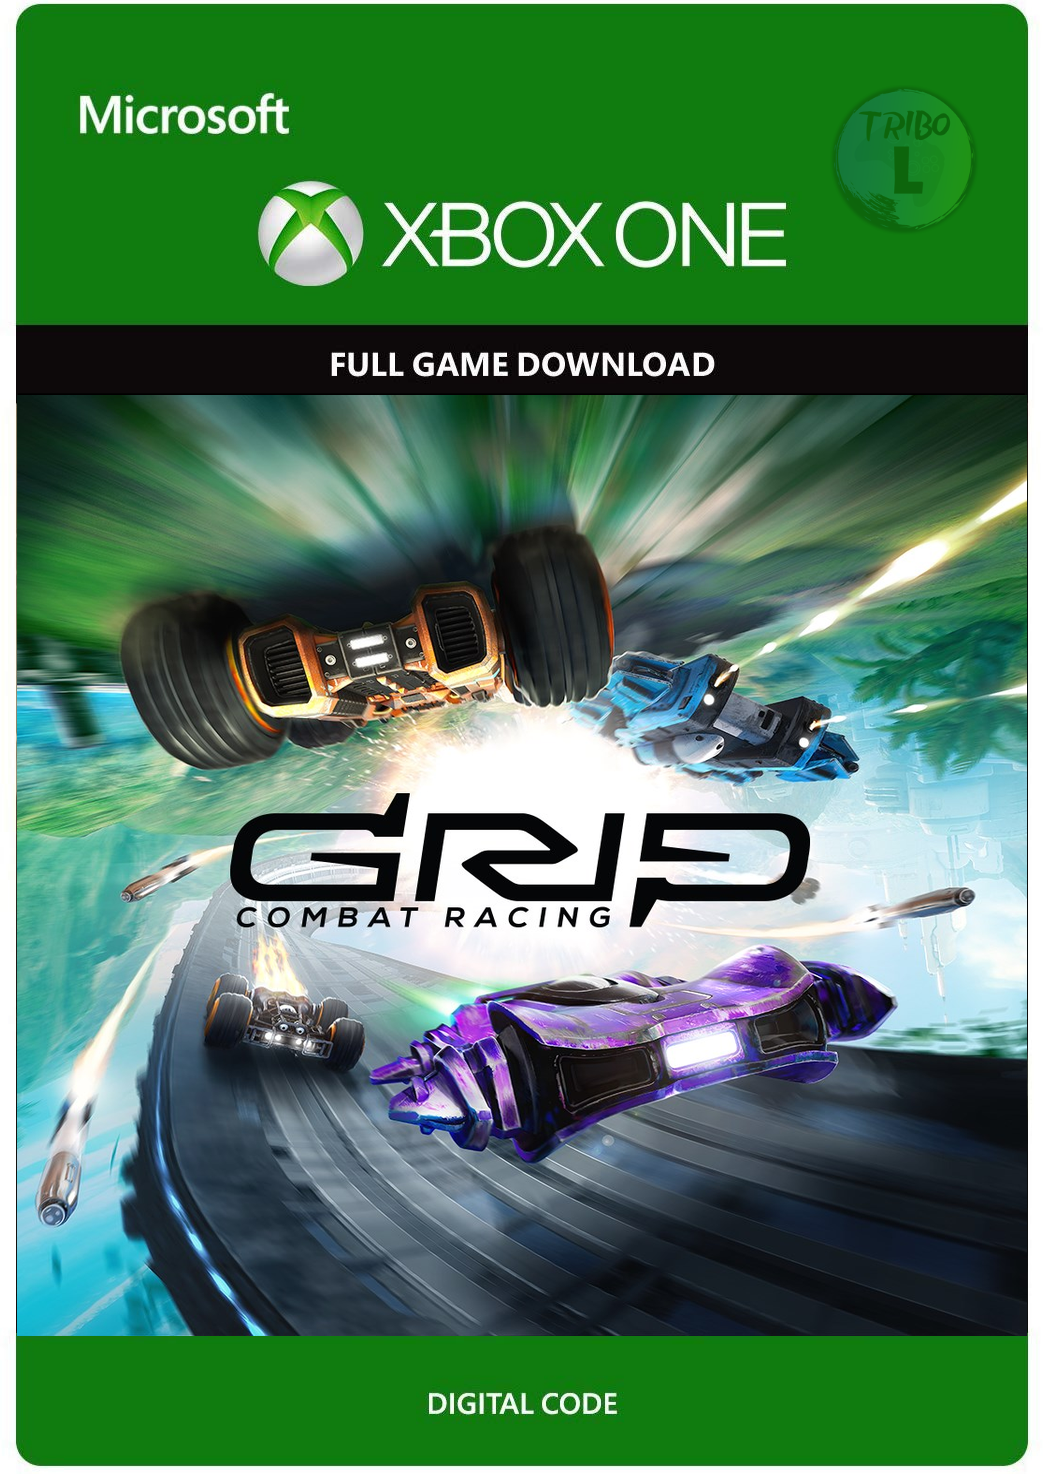 Microsoft
TRIBO
L
XBOX ONE
FULL GAME DOWNLOAD
GRIP
COMBAT RACING
DIGITAL CODE